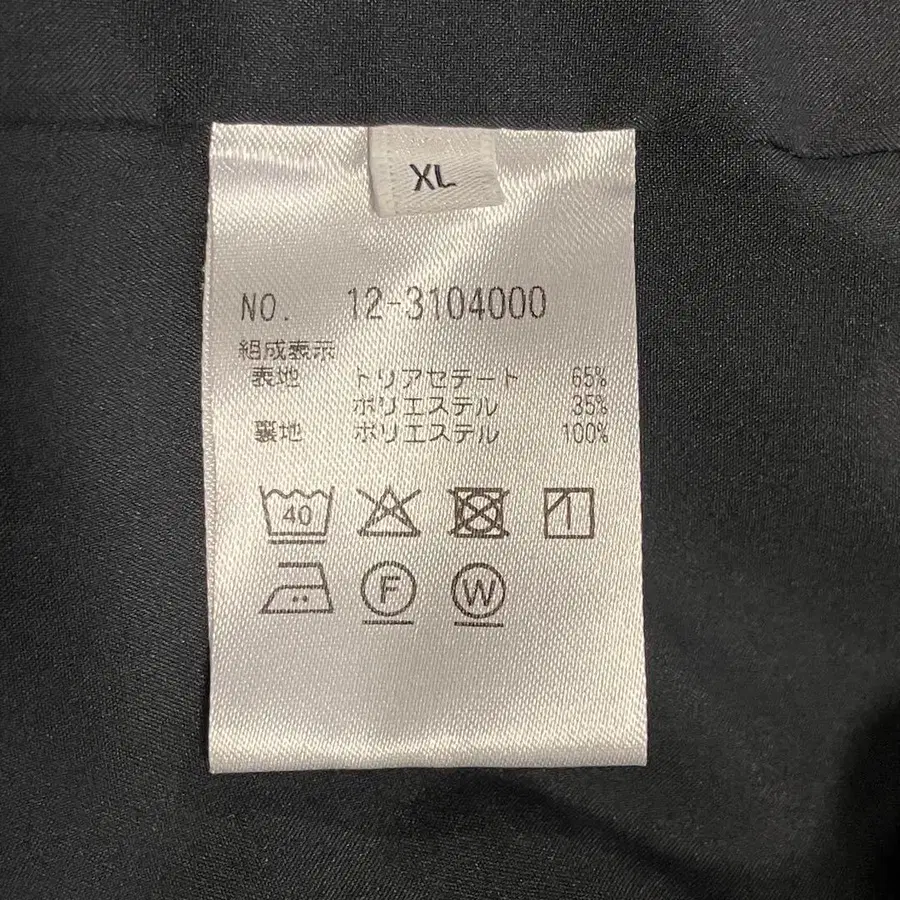 XL
NO. 12-3104000
組成表示
表地 トリアセテート 65%
ポリエステル 35%
裏地 ポリエステル 100%
40
F W